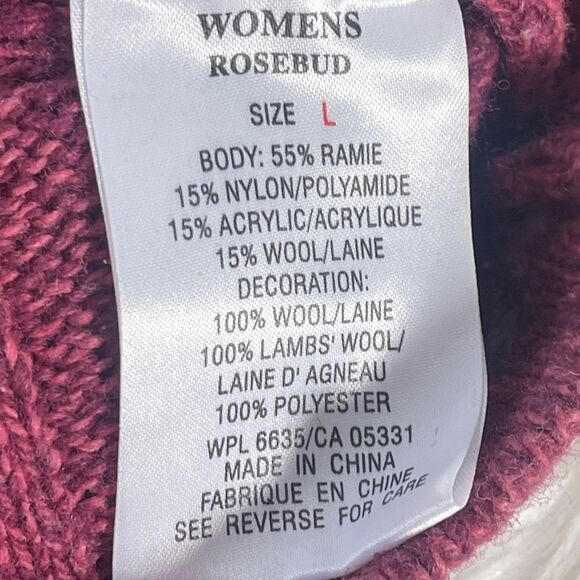 WOMENS
ROSEBUD
SIZE L
BODY: 55% RAMIE
15% NYLON/POLYAMIDE
15% ACRYLIC/ACRYLIQUE
15% WOOL/LAINE
DECORATION:
100% WOOL/LAINE
100% LAMBS' WOOL/
LAINE D' AGNEAU
100% POLYESTER
WPL 6635/CA 05331
MADE IN CHINA
FABRIQUE EN CHINE
SEE REVERSE FOR CARE